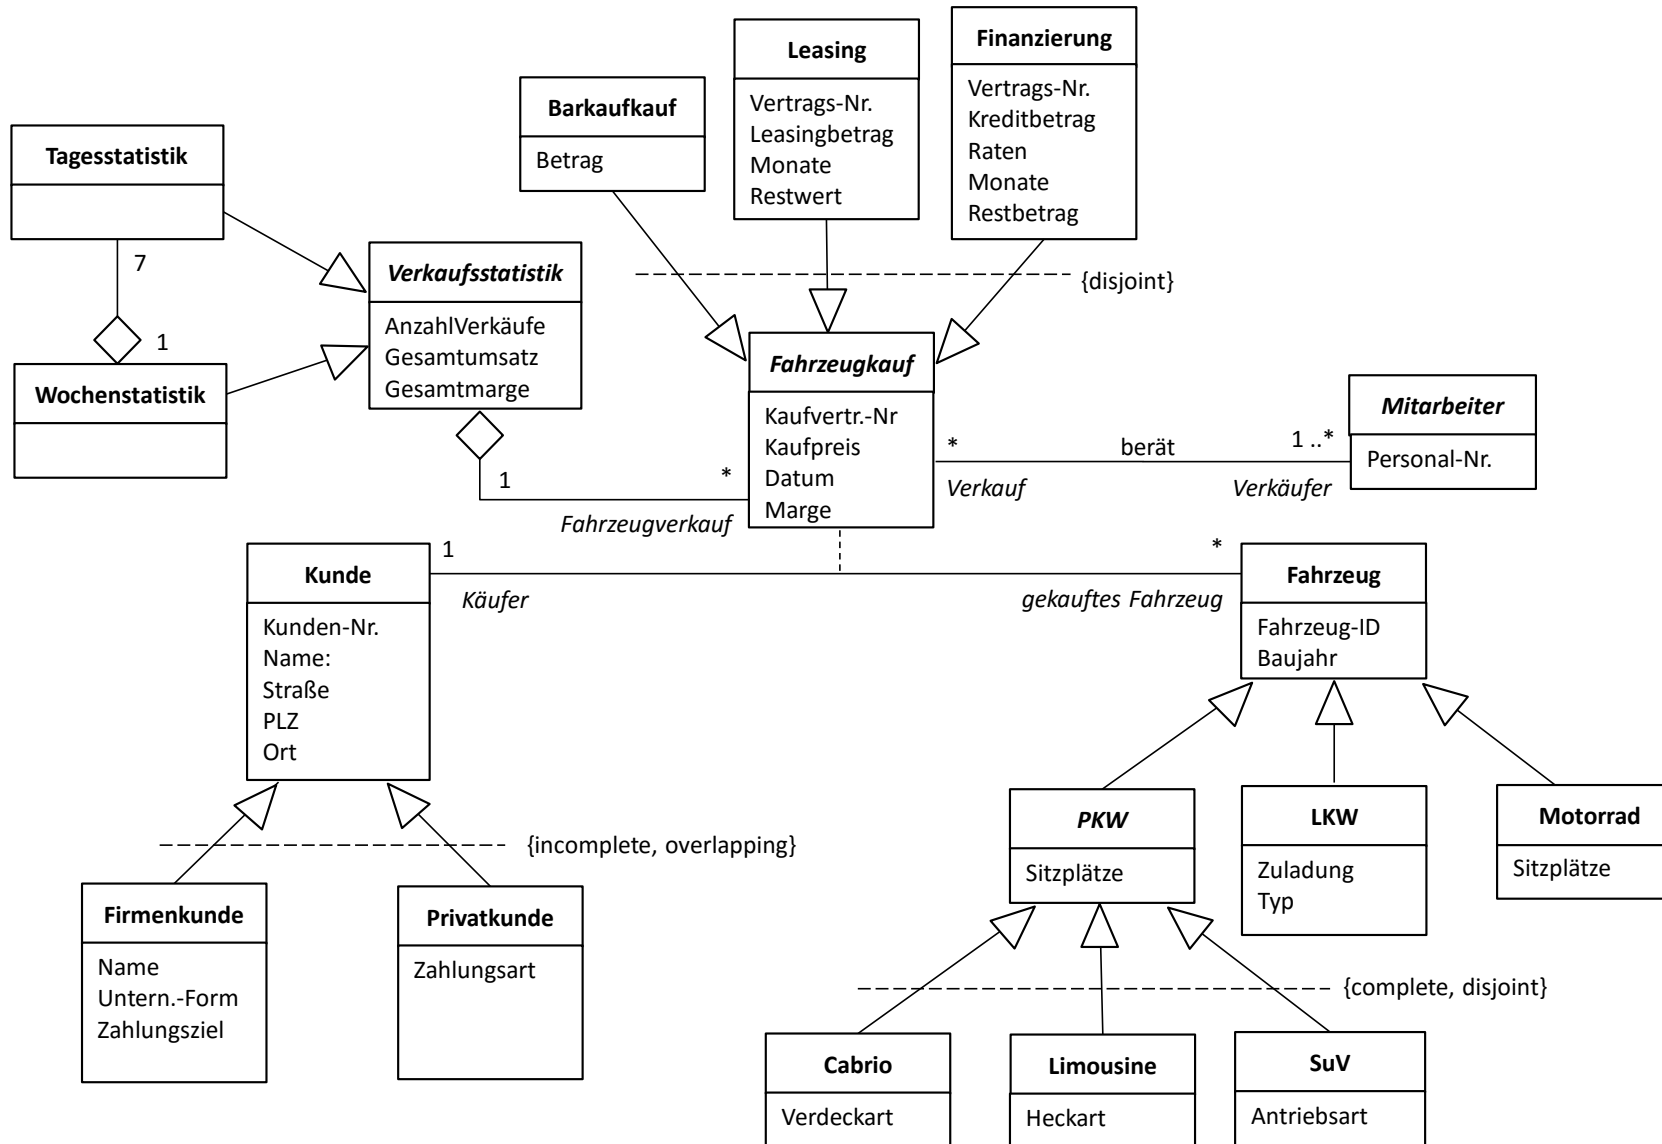 Tagesstatistik
7
1
Wochenstatistik
Verkaufsstatistik
AnzahlVerkäufe
Gesamtumsatz
Gesamtmarge
1
*
Fahrzeugverkauf
Barkaufkauf
Betrag
Leasing
Vertrags-Nr.
Leasingbetrag
Monate
Restwert
Finanzierung
Vertrags-Nr.
Kreditbetrag
Raten
Monate
Restbetrag
{disjoint}
Fahrzeugkauf
Kaufvertr.-Nr
Kaufpreis
Datum
Marge
*
berät
1 ..*
Verkauf
Verkäufer
Mitarbeiter
Personal-Nr.
Kunde
Kunden-Nr.
Name:
Straße
PLZ
Ort
1
Käufer
*
gekauftes Fahrzeug
Fahrzeug
Fahrzeug-ID
Baujahr
{incomplete, overlapping}
Firmenkunde
Name
Untern.-Form
Zahlungsziel
Privatkunde
Zahlungsart
PKW
Sitzplätze
LKW
Zuladung
Typ
Motorrad
Sitzplätze
{complete, disjoint}
Cabrio
Verdeckart
Limousine
Heckart
SuV
Antriebsart